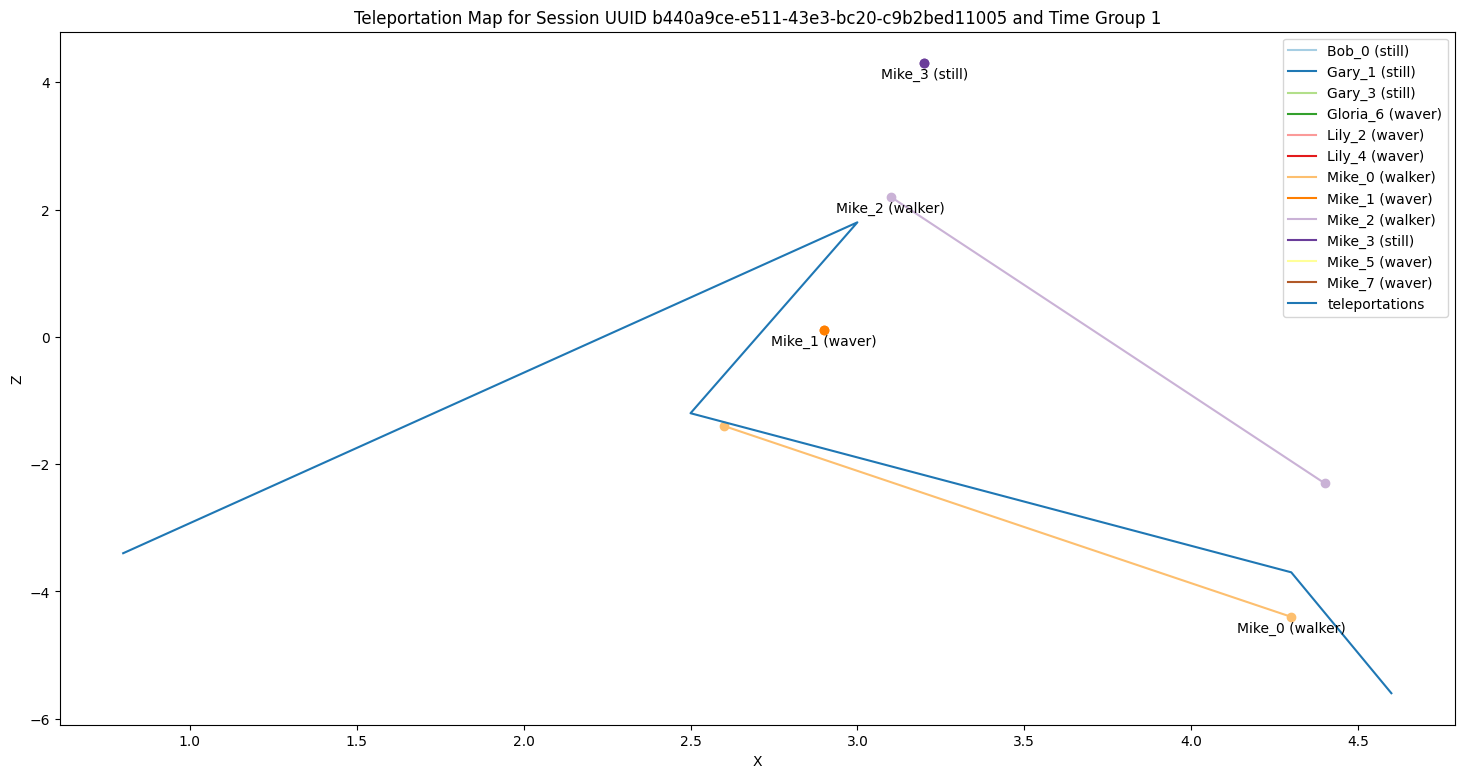 Teleportation Map for Session UUID b440a9ce-e511-43e3-bc20-c9b2bed11005 and Time Group 1
Bob_0 (still)
Gary_1 (still)
Gary_3 (still)
Gloria_6 (waver)
Lily_2 (waver)
Lily_4 (waver)
Mike_0 (walker)
Mike_1 (waver)
Mike_2 (walker)
Mike_3 (still)
Mike_5 (waver)
Mike_7 (waver)
teleportations
Mike_3 (still)
Mike_2 (walker)
Mike_1 (waver)
Mike_0 (walker)
Z
4
2
0
−2
−4
−6
1.0 1.5 2.0 2.5 3.0 3.5 4.0 4.5
X